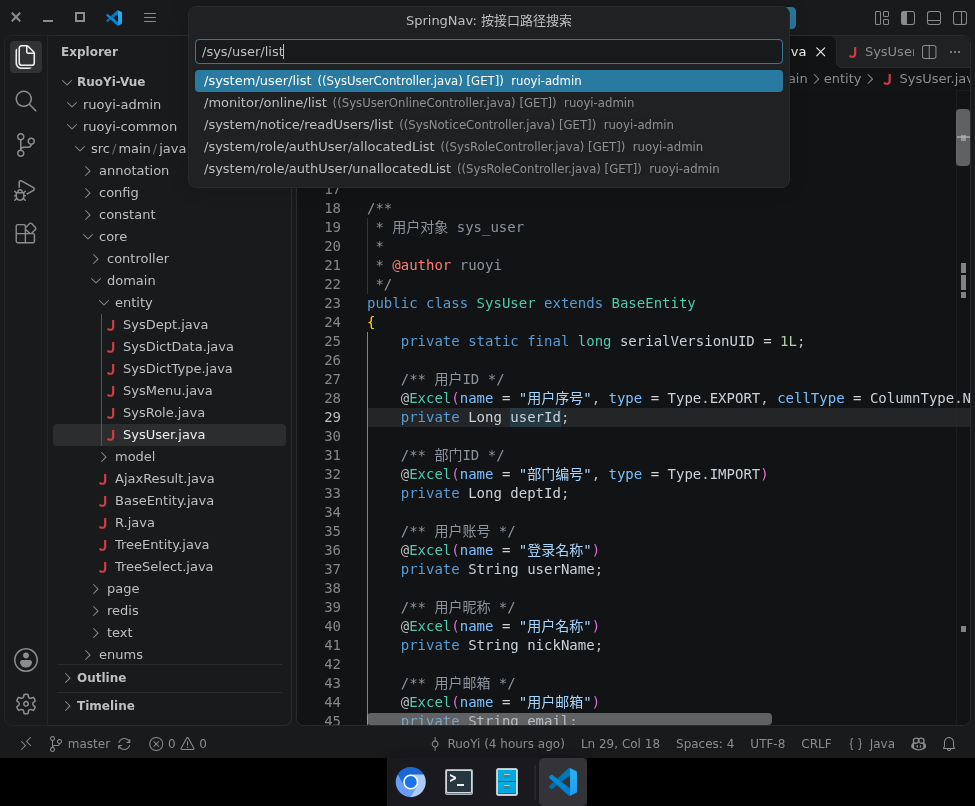 SpringNav: 按接口路径搜索
/sys/user/list
/system/user/list ((SysUserController.java) [GET]) ruoyi-admin
/monitor/online/list ((SysUserOnlineController.java) [GET]) ruoyi-admin
/system/notice/readUsers/list ((SysNoticeController.java) [GET]) ruoyi-admin
/system/role/authUser/allocatedList ((SysRoleController.java) [GET]) ruoyi-admin
/system/role/authUser/unallocatedList ((SysRoleController.java) [GET]) ruoyi-admin
Explorer
RuoYi-Vue
ruoyi-admin
ruoyi-common
src/main/java
annotation
config
constant
core
controller
domain
entity
SysDept.java
SysDictData.java
SysDictType.java
SysMenu.java
SysRole.java
SysUser.java
model
AjaxResult.java
BaseEntity.java
R.java
TreeEntity.java
TreeSelect.java
page
redis
text
enums
Outline
Timeline
va
SysUser
ain > entity > SysUser.jav
17
18 /**
19 * 用户对象 sys_user
20 *
21 * @author ruoyi
22 */
23 public class SysUser extends BaseEntity
24 {
25 private static final long serialVersionUID = 1L;
26
27 /** 用户ID */
28 @Excel(name = "用户序号", type = Type.EXPORT, cellType = ColumnType.N
29 private Long userId;
30
31 /** 部门ID */
32 @Excel(name = "部门编号", type = Type.IMPORT)
33 private Long deptId;
34
35 /** 用户账号 */
36 @Excel(name = "登录名称")
37 private String userName;
38
39 /** 用户昵称 */
40 @Excel(name = "用户名称")
41 private String nickName;
42
43 /** 用户邮箱 */
44 @Excel(name = "用户邮箱")
45 private String email;
master 0 0 RuoYi (4 hours ago) Ln 29, Col 18 Spaces: 4 UTF-8 CRLF {} Java